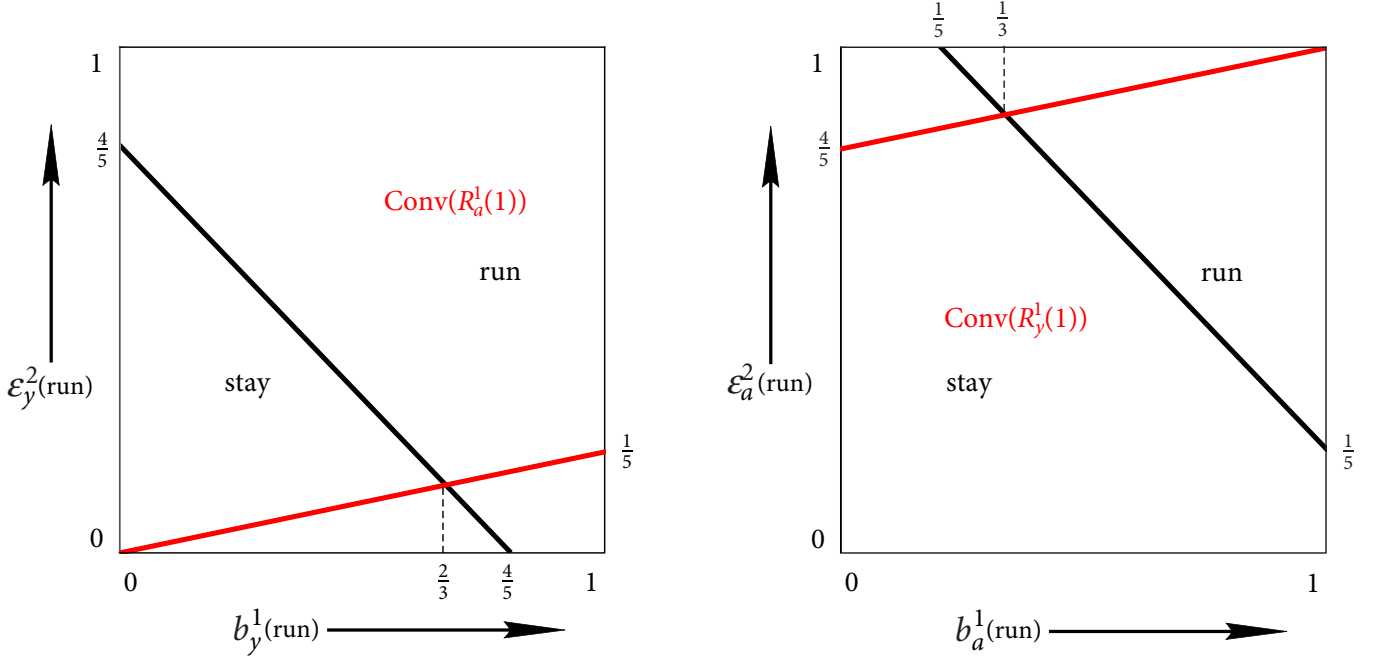 1
4/5
Conv(R_a^1(1))
run
ε_y^2(run)
stay
1/5
0
0
2/3
4/5
1
b_y^1(run)
1/5
1/3
1
4/5
run
Conv(R_y^1(1))
ε_a^2(run)
stay
1/5
0
0
1
b_a^1(run)